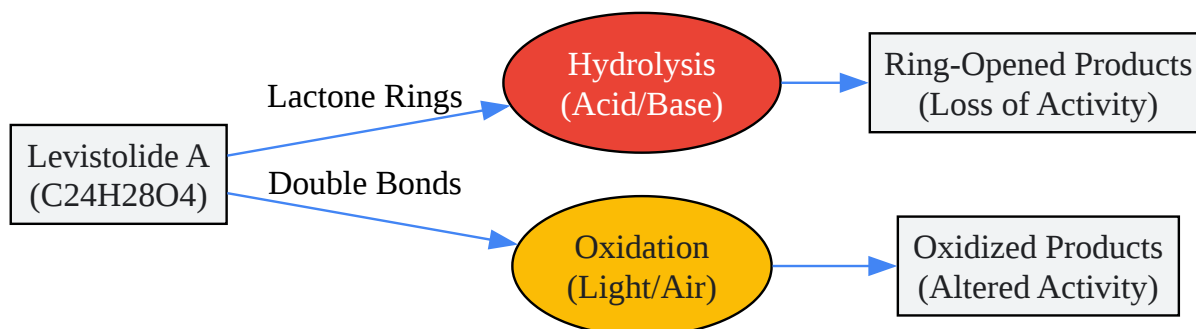 Levistolide A
(C24H28O4)
Lactone Rings
Double Bonds
Hydrolysis
(Acid/Base)
Oxidation
(Light/Air)
Ring-Opened Products
(Loss of Activity)
Oxidized Products
(Altered Activity)